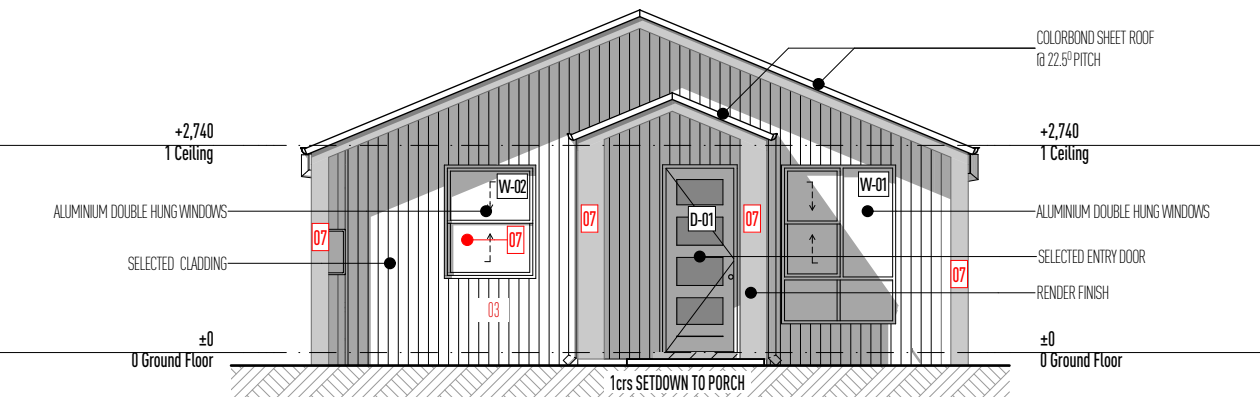 COLORBOND SHEET ROOF
@ 22.5⁰ PITCH
+2,740
1 Ceiling
+2,740
1 Ceiling
W-02
W-01
ALUMINIUM DOUBLE HUNG WINDOWS
07
07
D-01
07
ALUMINIUM DOUBLE HUNG WINDOWS
07
SELECTED CLADDING
SELECTED ENTRY DOOR
07
RENDER FINISH
03
±0
0 Ground Floor
±0
0 Ground Floor
1crs SETDOWN TO PORCH